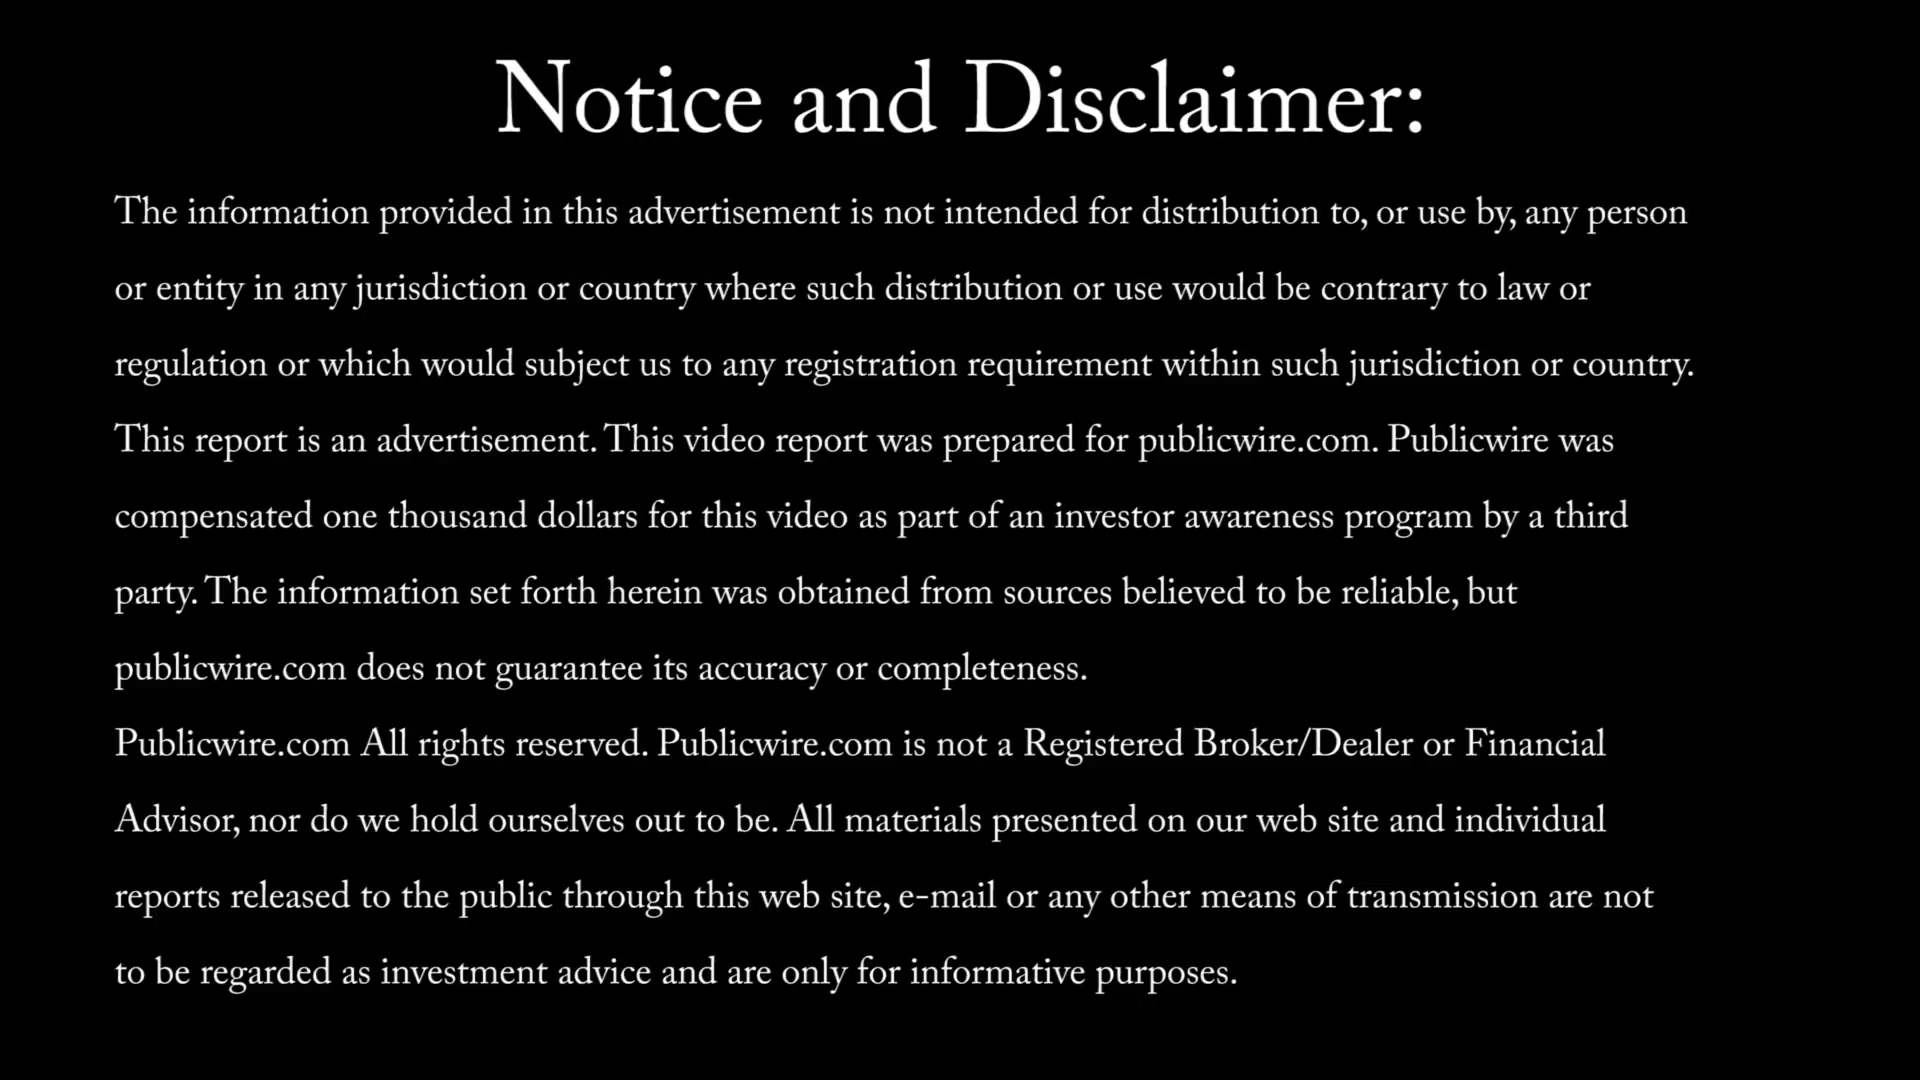 Notice and Disclaimer:
The information provided in this advertisement is not intended for distribution to, or use by, any person
or entity in any jurisdiction or country where such distribution or use would be contrary to law or
regulation or which would subject us to any registration requirement within such jurisdiction or country.
This report is an advertisement. This video report was prepared for publicwire.com. Publicwire was
compensated one thousand dollars for this video as part of an investor awareness program by a third
party. The information set forth herein was obtained from sources believed to be reliable, but
publicwire.com does not guarantee its accuracy or completeness.
Publicwire.com All rights reserved. Publicwire.com is not a Registered Broker/Dealer or Financial
Advisor, nor do we hold ourselves out to be. All materials presented on our web site and individual
reports released to the public through this web site, e-mail or any other means of transmission are not
to be regarded as investment advice and are only for informative purposes.